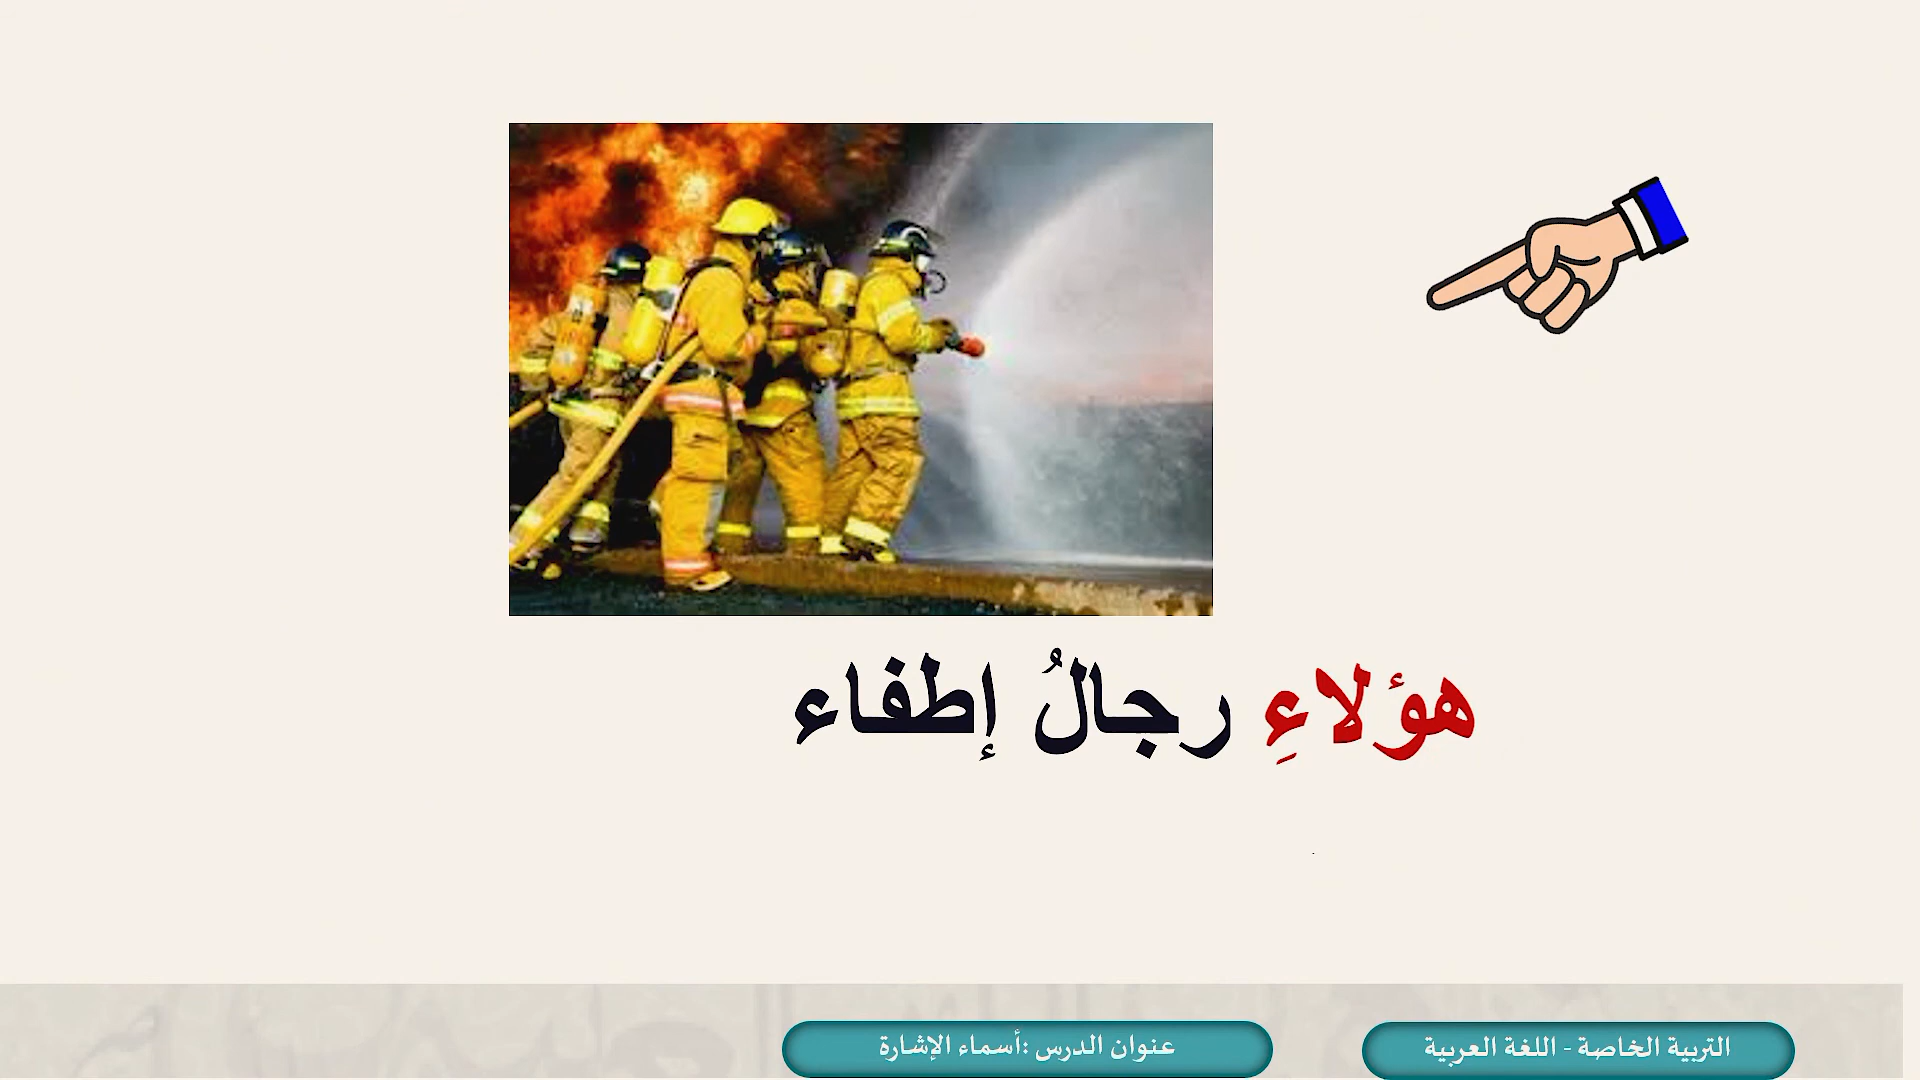 هؤلاءِ رجالُ إطفاء
التربية الخاصة - اللغة العربية
عنوان الدرس :أسماء الإشارة